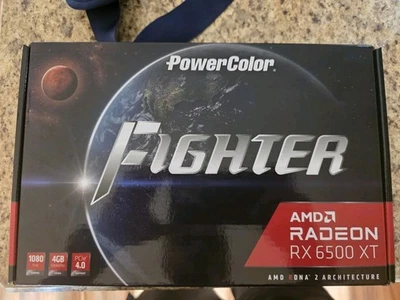 PowerColor
FIGHTER
AMD
RADEON
RX 6500 XT
1080
4GB
PCIe
4.0
AMD RDNA 2 ARCHITECTURE